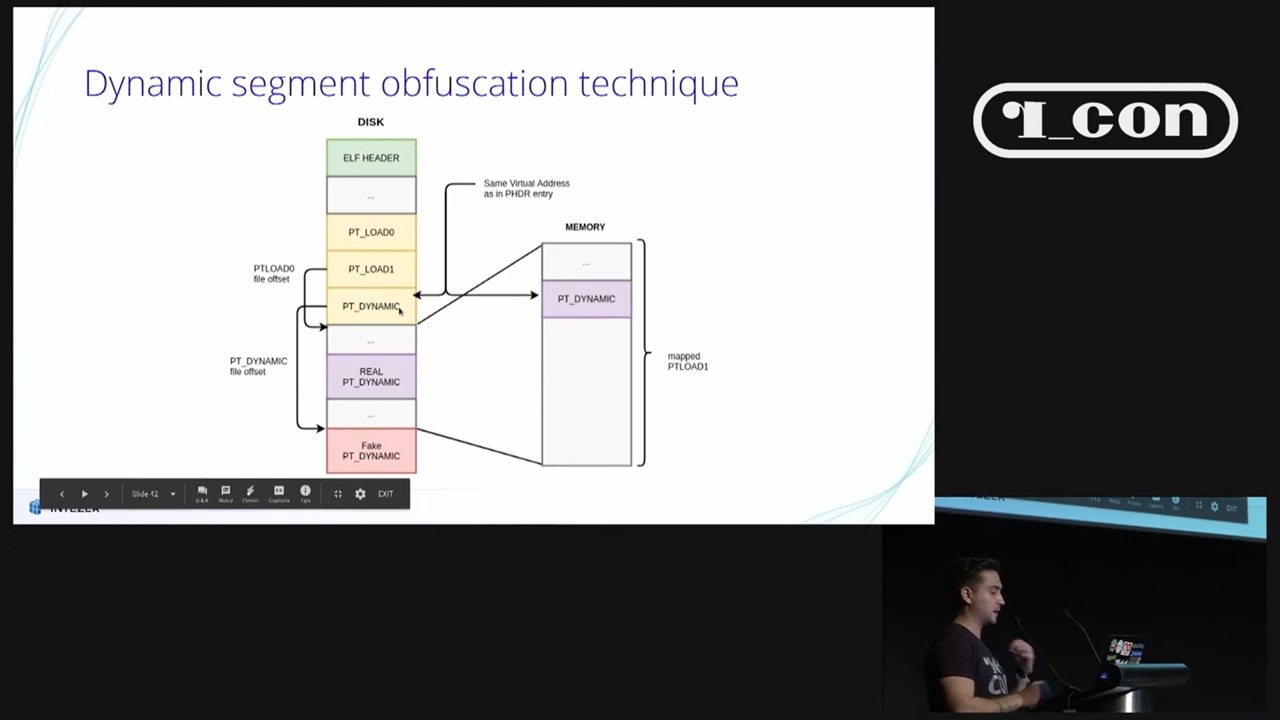 Dynamic segment obfuscation technique
r2_con
DISK
ELF HEADER
Same Virtual Address
as in PHDR entry
...
MEMORY
PT_LOAD0
...
PTLOAD0
file offset
PT_LOAD1
PT_DYNAMIC
PT_DYNAMIC
...
PT_DYNAMIC
file offset
REAL
PT_DYNAMIC
mapped
PTLOAD1
...
Fake
PT_DYNAMIC
Slide 42
Q&A
Notes
Pointer
Captions
Tips
EXIT
INTEZER
EXIT